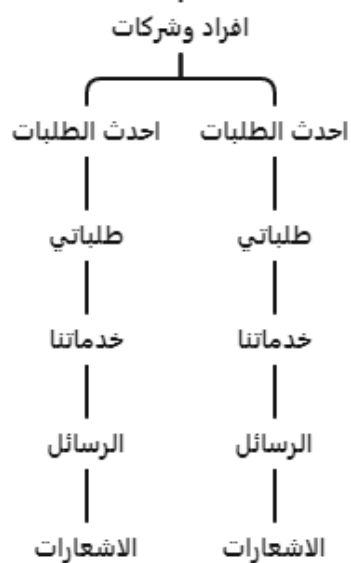 افراد وشركات
احدث الطلبات احدث الطلبات
طلباتي طلباتي
خدماتنا خدماتنا
الرسائل الرسائل
الاشعارات الاشعارات